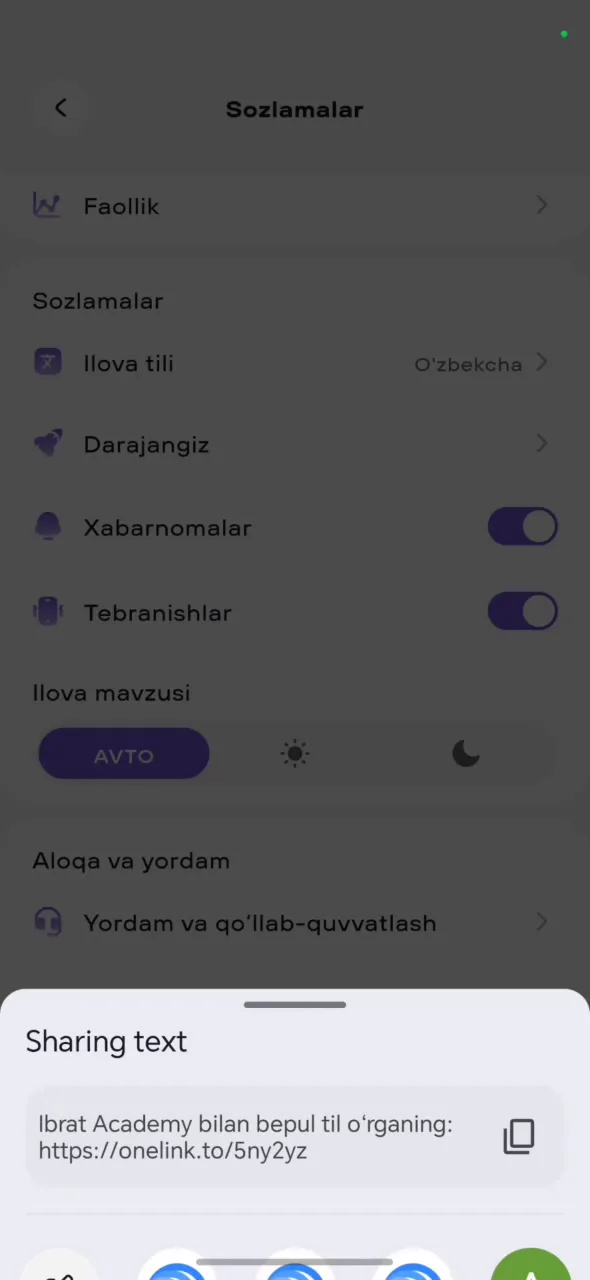 Sozlamalar
Faollik
Sozlamalar
Ilova tili
O'zbekcha
Darajangiz
Xabarnomalar
Tebranishlar
Ilova mavzusi
AVTO
Aloqa va yordam
Yordam va qo'llab-quvvatlash
Sharing text
Ibrat Academy bilan bepul til oʻrganing:
https://onelink.to/5ny2yz